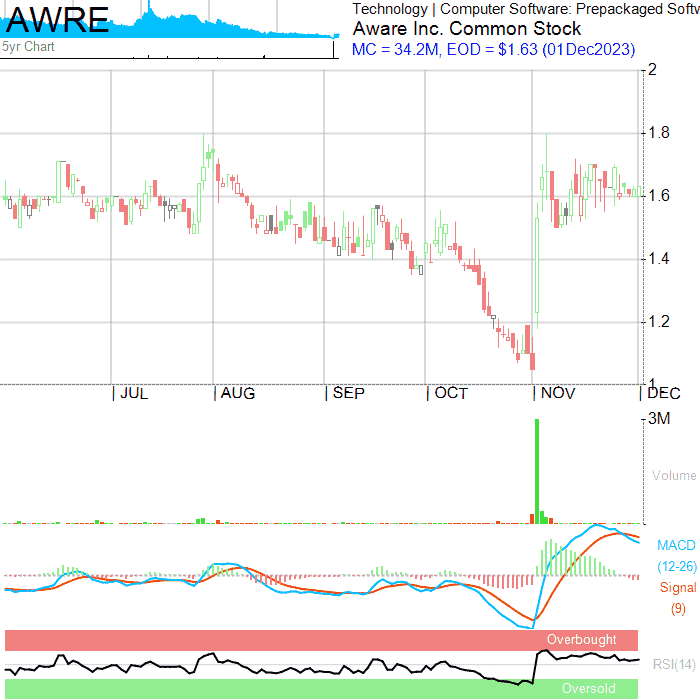 AWRE
5yr Chart
Technology | Computer Software: Prepackaged Softw
Aware Inc. Common Stock
MC = 34.2M, EOD = $1.63 (01Dec2023)
2
1.8
1.6
1.4
1.2
1
JUL AUG SEP OCT NOV DEC
3M
Volume
MACD
(12-26)
Signal
(9)
Overbought
RSI(14)
Oversold